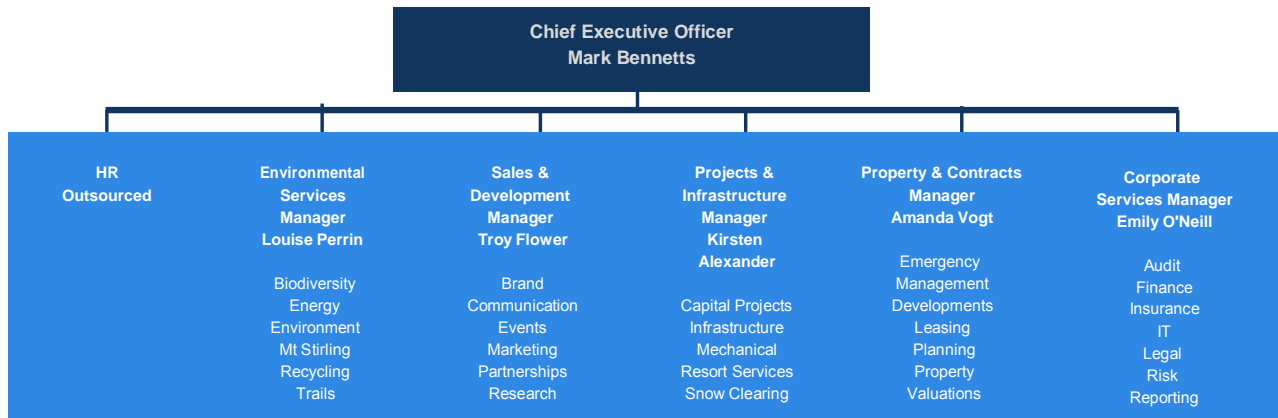 Chief Executive Officer
Mark Bennetts
HR
Outsourced
Environmental
Services
Manager
Louise Perrin
Biodiversity
Energy
Environment
Mt Stirling
Recycling
Trails
Sales &
Development
Manager
Troy Flower
Brand
Communication
Events
Marketing
Partnerships
Research
Projects &
Infrastructure
Manager
Kirsten
Alexander
Capital Projects
Infrastructure
Mechanical
Resort Services
Snow Clearing
Property & Contracts
Manager
Amanda Vogt
Emergency
Management
Developments
Leasing
Planning
Property
Valuations
Corporate
Services Manager
Emily O'Neill
Audit
Finance
Insurance
IT
Legal
Risk
Reporting